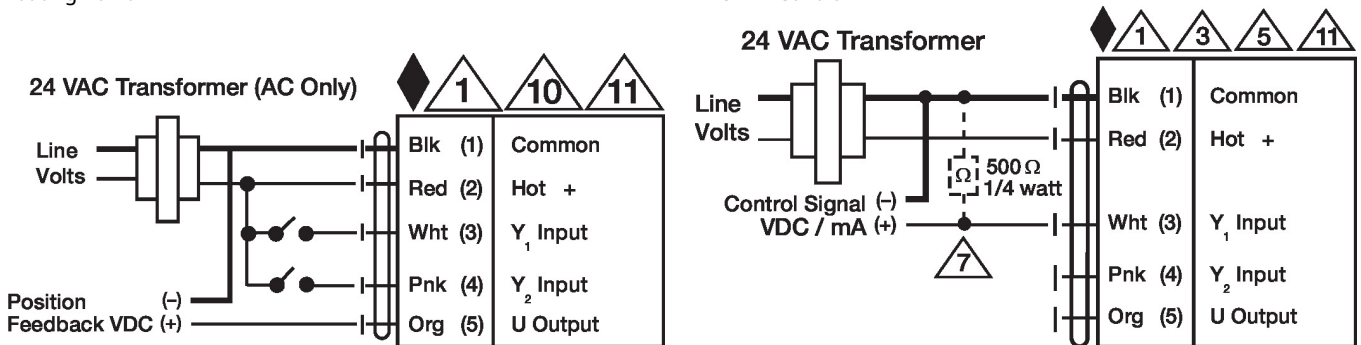 24 VAC Transformer (AC Only)
1 10 11
Line
Volts
Blk (1) Common
Red (2) Hot +
Wht (3) Y1 Input
Pnk (4) Y2 Input
Org (5) U Output
Position (–)
Feedback VDC (+)
24 VAC Transformer
1 3 5 11
Line
Volts
Blk (1) Common
Red (2) Hot +
Ω
500 Ω
1/4 watt
Control Signal (–)
VDC / mA (+)
7
Wht (3) Y1 Input
Pnk (4) Y2 Input
Org (5) U Output